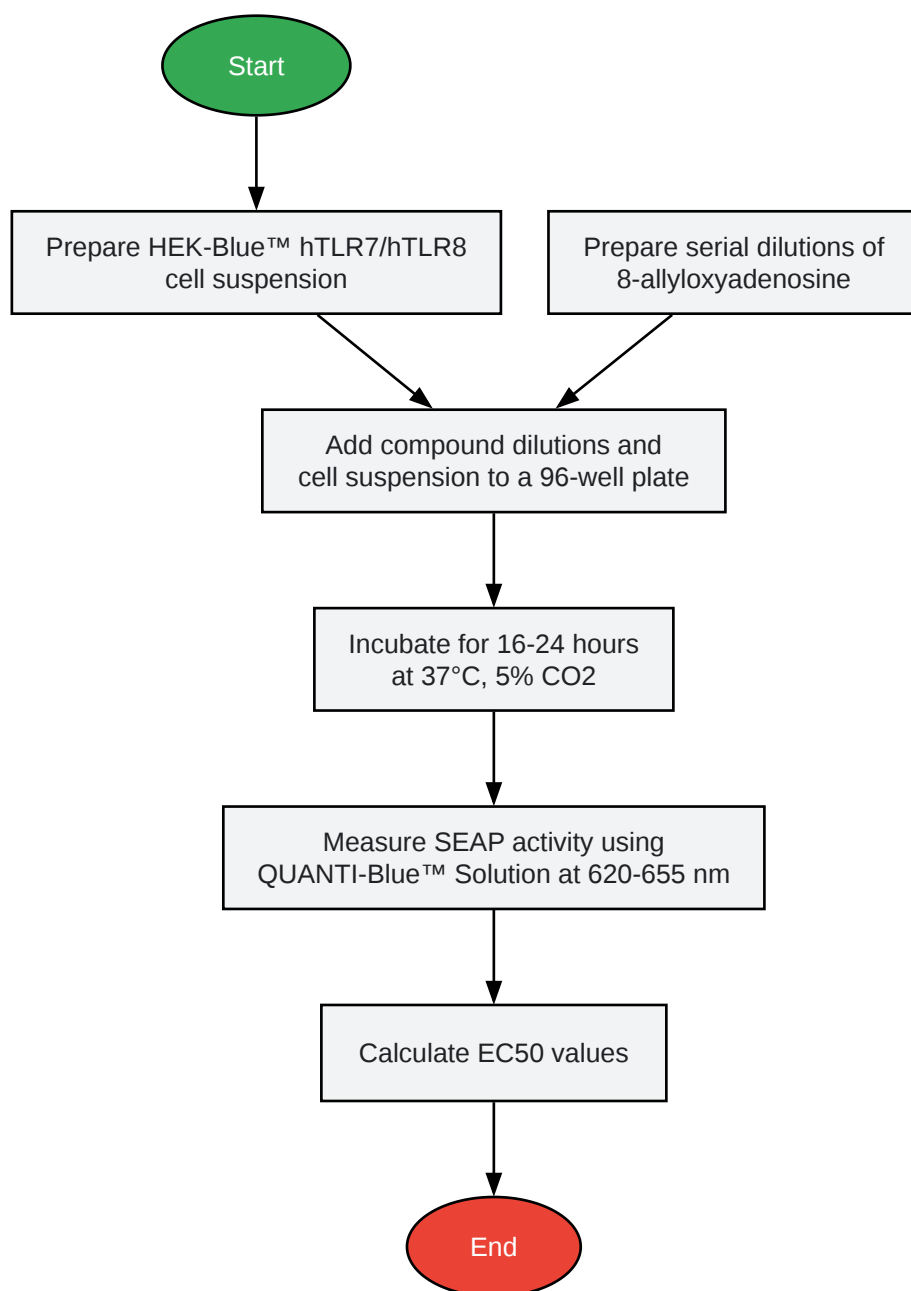 Start
Prepare HEK-Blue™ hTLR7/hTLR8
cell suspension
Prepare serial dilutions of
8-allyloxyadenosine
Add compound dilutions and
cell suspension to a 96-well plate
Incubate for 16-24 hours
at 37°C, 5% CO2
Measure SEAP activity using
QUANTI-Blue™ Solution at 620-655 nm
Calculate EC50 values
End